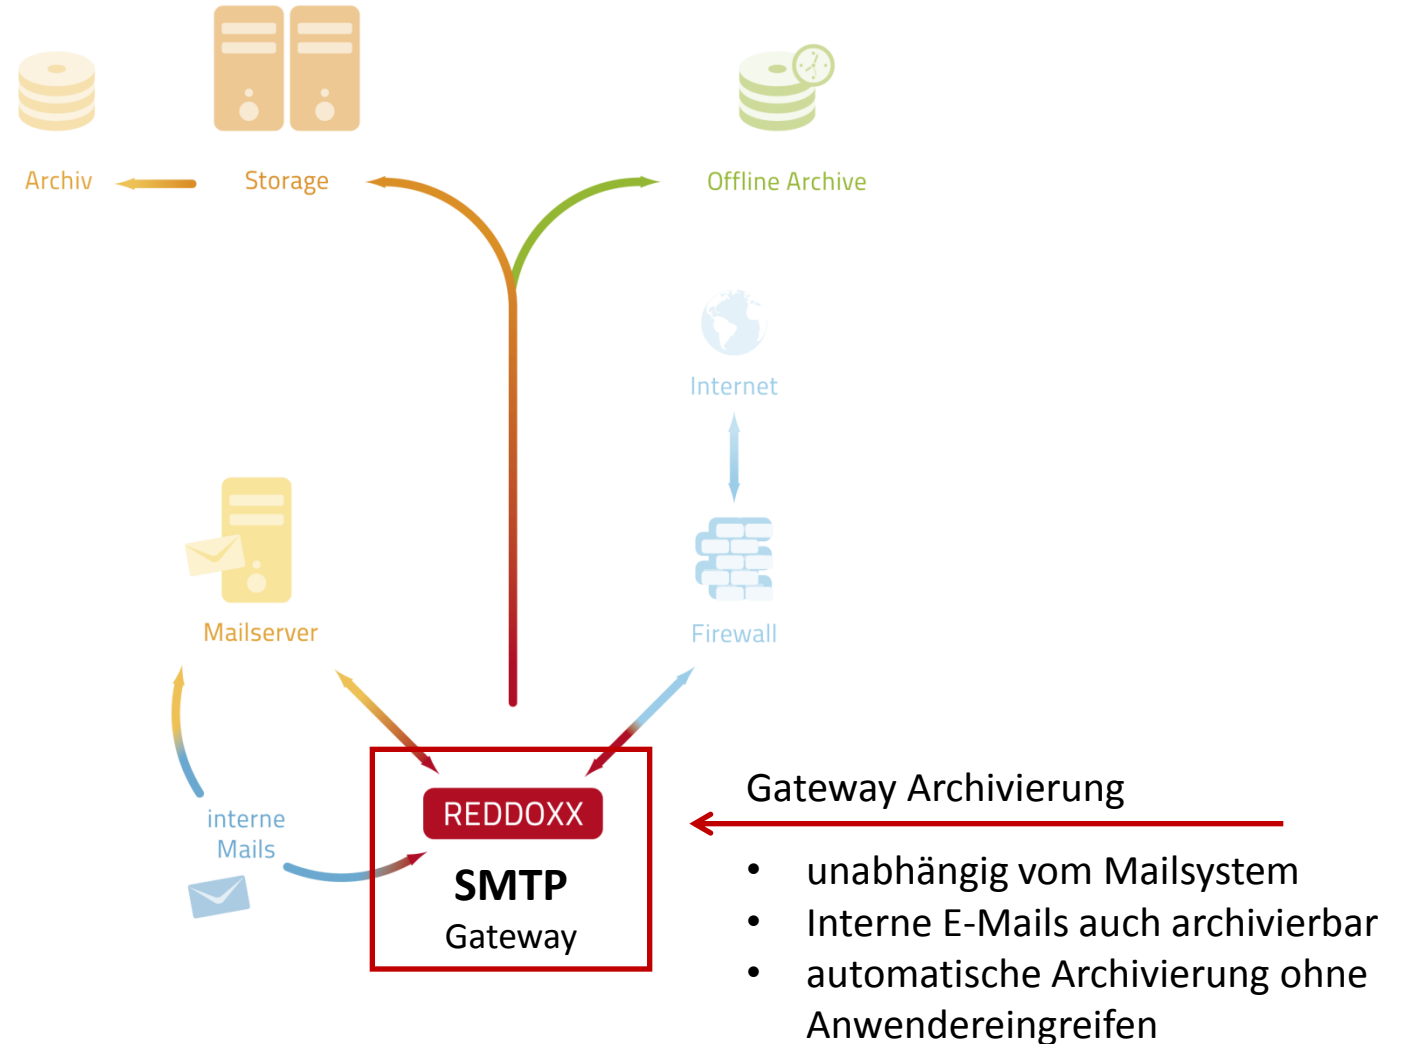 Archiv
Storage
Offline Archive
Internet
Mailserver
Firewall
interne
Mails
REDDOXX
SMTP
Gateway
Gateway Archivierung
• unabhängig vom Mailsystem
• Interne E-Mails auch archivierbar
• automatische Archivierung ohne
Anwendereingreifen